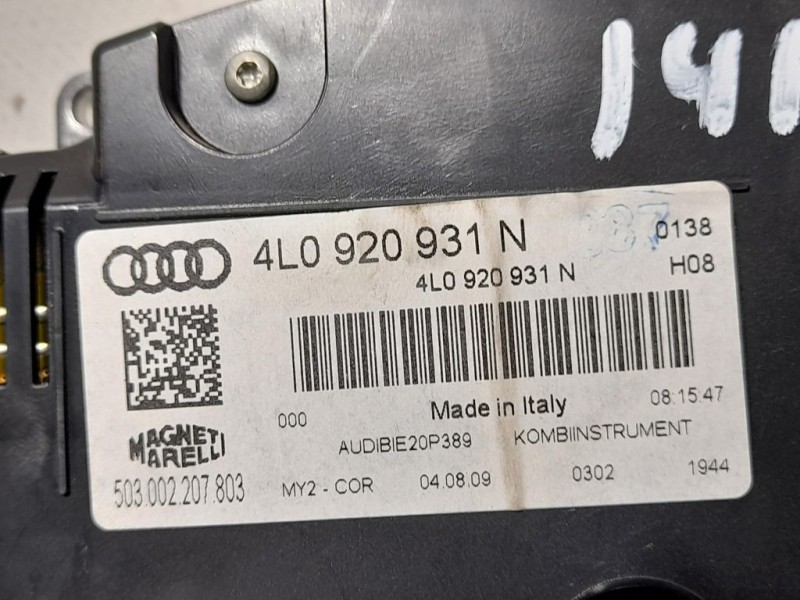 141
4L0 920 931 N
0138
4L0 920 931 N
H08
000
Made in Italy
08:15:47
MAGNETI
MARELLI
AUDIBIE20P389
KOMBIINSTRUMENT
503.002.207.803
MY2 - COR
04.08.09
0302
1944